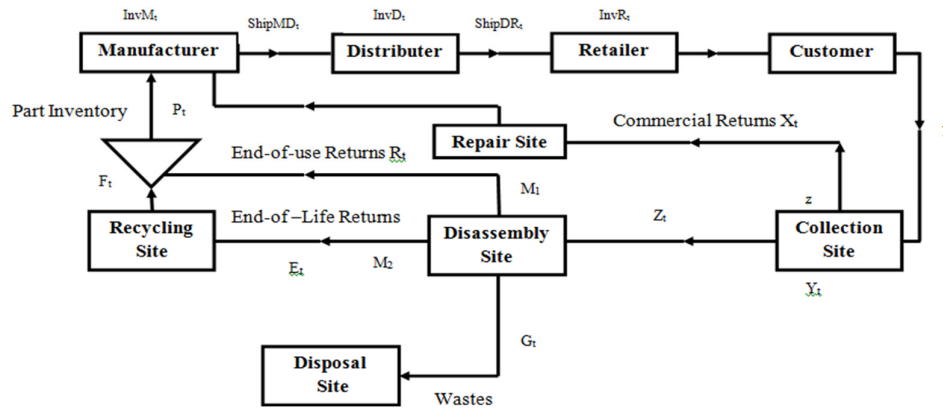 InvMt
ShipMDt
InvDt
ShipDRt
InvRt
Manufacturer
Distributer
Retailer
Customer
Part Inventory
Pt
Repair Site
Commercial Returns Xt
End-of-use Returns Rt
Ft
M1
z
Recycling
Site
End-of –Life Returns
Disassembly
Site
Zt
Collection
Site
Et
M2
Yt
Gt
Disposal
Site
Wastes